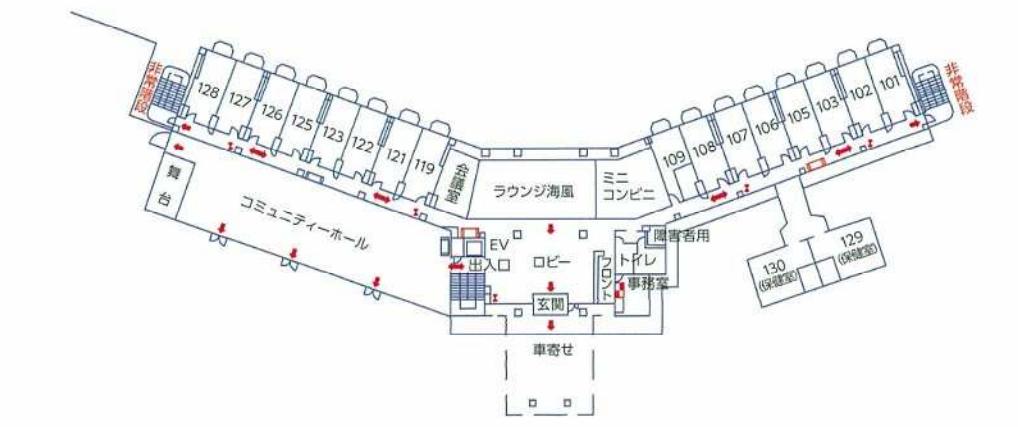 非常階段
128
127
126
125
123
122
121
119
会議室
ラウンジ海風
ミニ
コンビニ
109
108
107
106
105
103
102
101
非常階段
舞台
コミュニティーホール
EV
出入口
ロビー
フロント
トイレ
障害者用
事務室
玄関
車寄せ
130
(保健室)
129
(保健室)